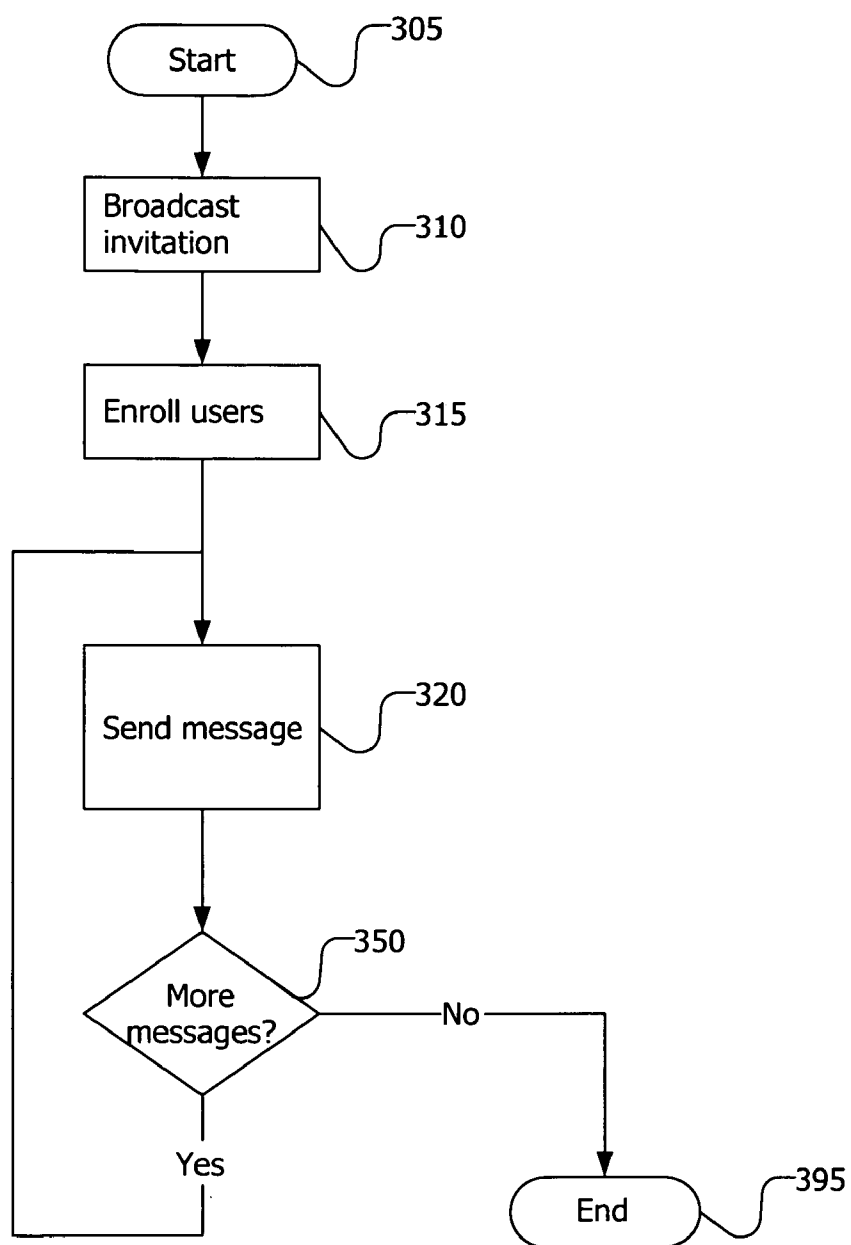 Start
305
Broadcast
invitation
310
Enroll users
315
Send message
320
350
More
messages?
No
Yes
End
395